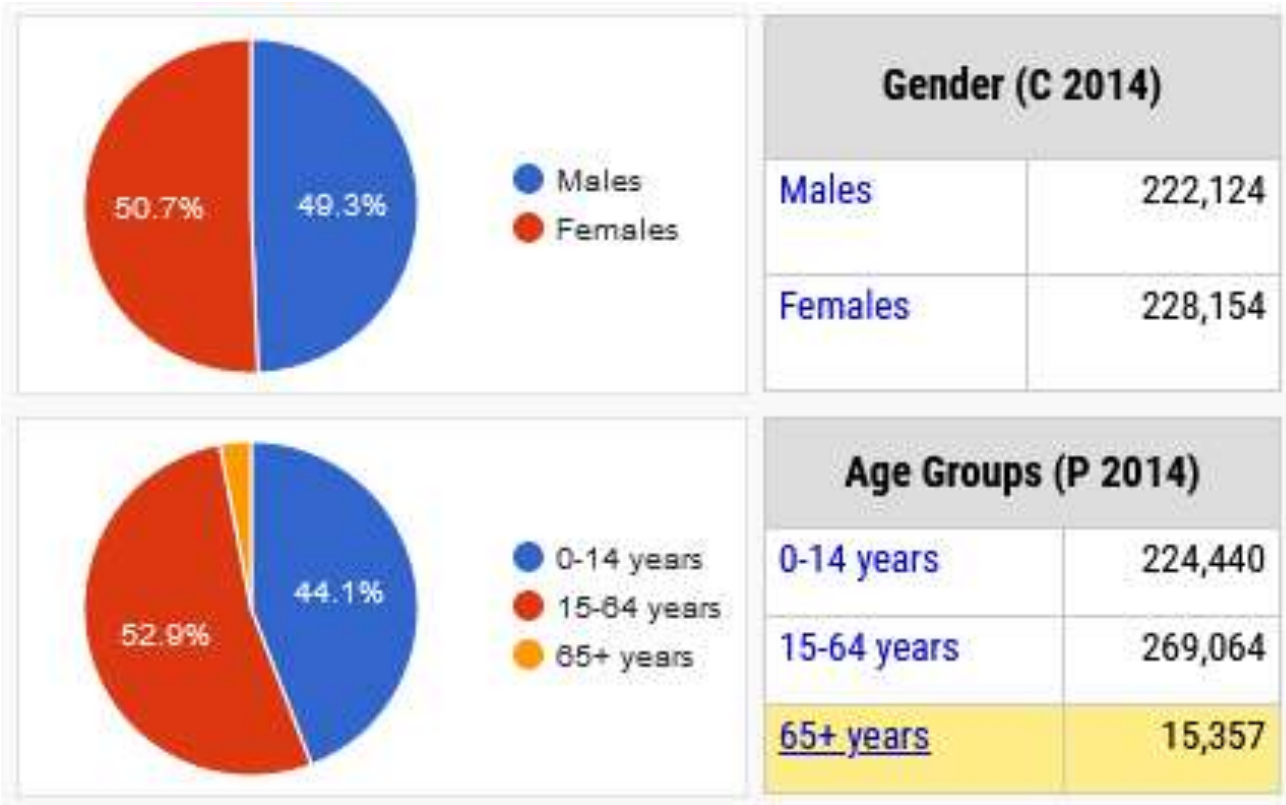 50.7%
49.3%
Males
Females
Gender (C 2014)
Males 222,124
Females 228,154
44.1%
52.9%
0-14 years
15-64 years
65+ years
Age Groups (P 2014)
0-14 years 224,440
15-64 years 269,064
65+ years 15,357